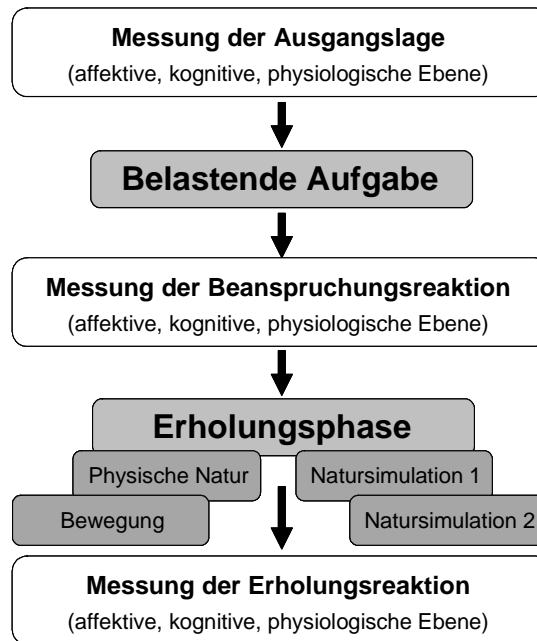 Messung der Ausgangslage
(affektive, kognitive, physiologische Ebene)
Belastende Aufgabe
Messung der Beanspruchungsreaktion
(affektive, kognitive, physiologische Ebene)
Erholungsphase
Physische Natur
Natursimulation 1
Bewegung
Natursimulation 2
Messung der Erholungsreaktion
(affektive, kognitive, physiologische Ebene)